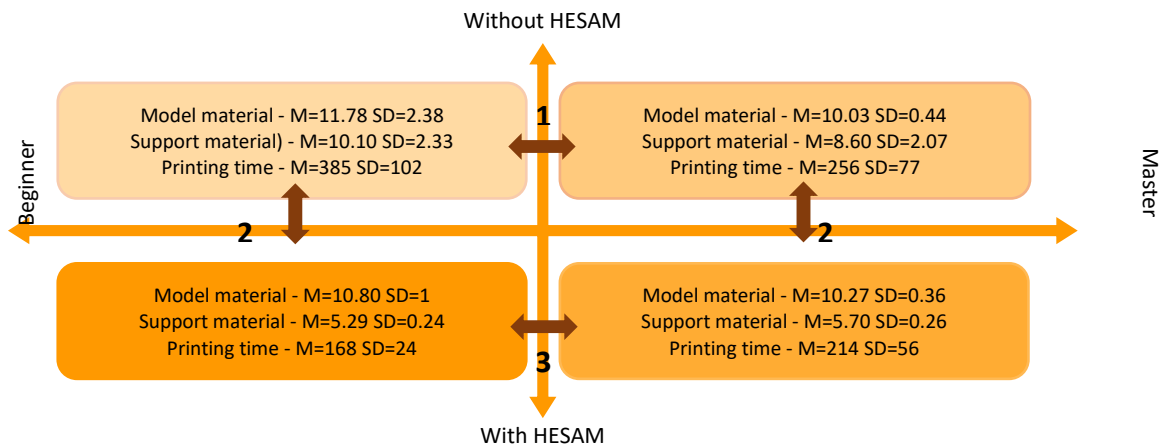 Without HESAM
Model material - M=11.78 SD=2.38
Support material) - M=10.10 SD=2.33
Printing time - M=385 SD=102
1
Model material - M=10.03 SD=0.44
Support material - M=8.60 SD=2.07
Printing time - M=256 SD=77
Beginner
Master
2
2
Model material - M=10.80 SD=1
Support material - M=5.29 SD=0.24
Printing time - M=168 SD=24
3
Model material - M=10.27 SD=0.36
Support material - M=5.70 SD=0.26
Printing time - M=214 SD=56
With HESAM